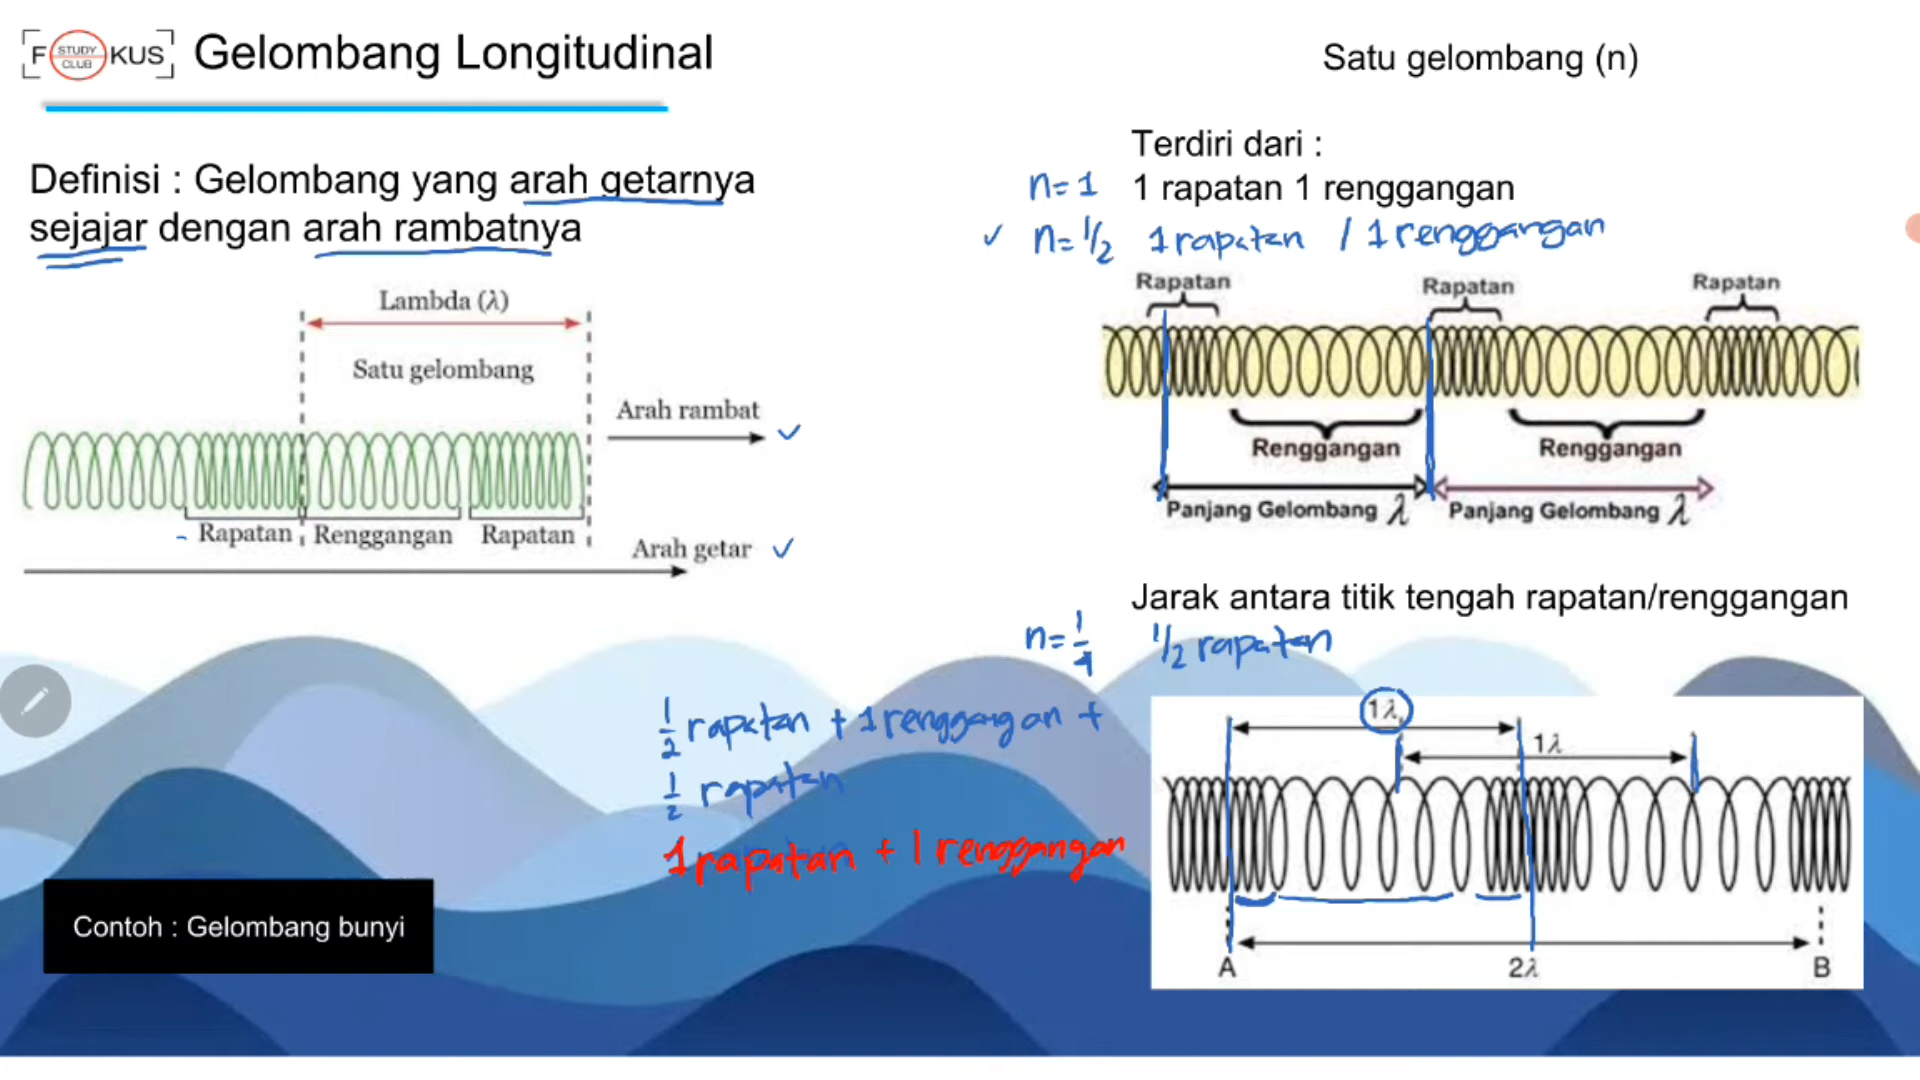 FOKUS
STUDY
CLUB
Gelombang Longitudinal
Definisi : Gelombang yang arah getarnya
sejajar dengan arah rambatnya
Lambda (λ)
Satu gelombang
Arah rambat
Rapatan
Renggangan
Rapatan
Arah getar
Contoh : Gelombang bunyi
Satu gelombang (n)
Terdiri dari :
n=1 1 rapatan 1 renggangan
n=1/2 1 rapatan / 1 renggangan
Rapatan
Rapatan
Rapatan
Renggangan
Renggangan
Panjang Gelombang λ
Panjang Gelombang λ
Jarak antara titik tengah rapatan/renggangan
n=1/4 1/2 rapatan
1/2 rapatan + 1 renggangan +
1/2 rapatan
1 rapatan + 1 renggangan
1λ
1λ
A 2λ B